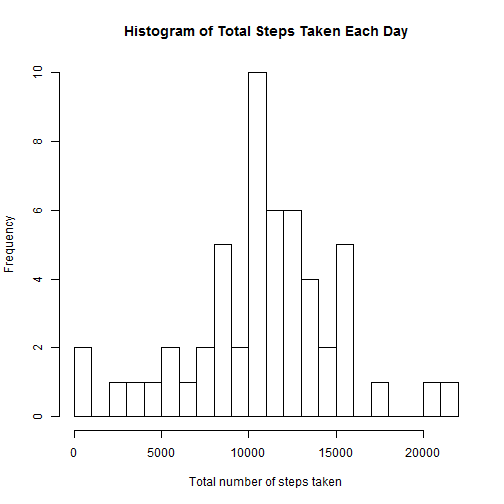 Histogram of Total Steps Taken Each Day
Frequency
10
8
6
4
2
0
0 5000 10000 15000 20000
Total number of steps taken